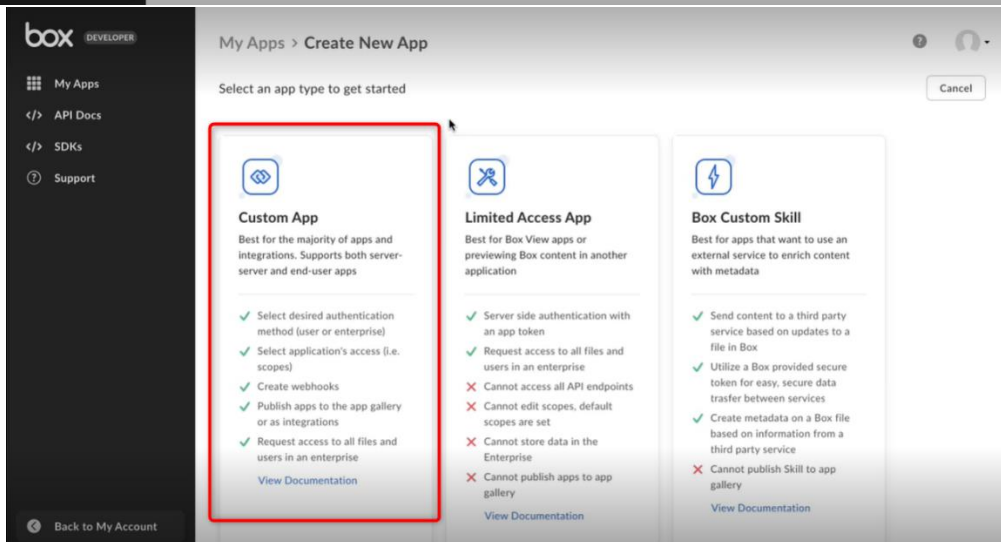 box DEVELOPER
My Apps
API Docs
SDKs
Support
Back to My Account
My Apps > Create New App
Select an app type to get started
Cancel
Custom App
Best for the majority of apps and
integrations. Supports both server-
server and end-user apps
Select desired authentication
method (user or enterprise)
Select application's access (i.e.
scopes)
Create webhooks
Publish apps to the app gallery
or as integrations
Request access to all files and
users in an enterprise
View Documentation
Limited Access App
Best for Box View apps or
previewing Box content in another
application
Server side authentication with
an app token
Request access to all files and
users in an enterprise
Cannot access all API endpoints
Cannot edit scopes, default
scopes are set
Cannot store data in the
Enterprise
Cannot publish apps to app
gallery
View Documentation
Box Custom Skill
Best for apps that want to use an
external service to enrich content
with metadata
Send content to a third party
service based on updates to a
file in Box
Utilize a Box provided secure
token for easy, secure data
trasfer between services
Create metadata on a Box file
based on information from a
third party service
Cannot publish Skill to app
gallery
View Documentation